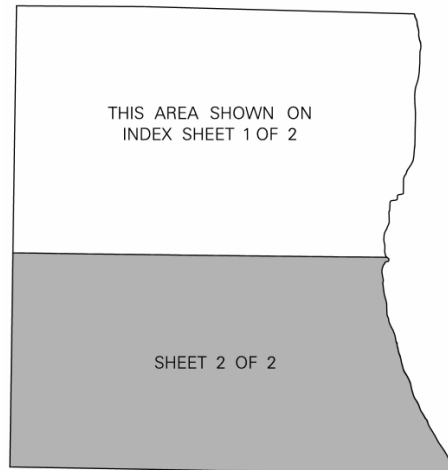 THIS AREA SHOWN ON
INDEX SHEET 1 OF 2
SHEET 2 OF 2